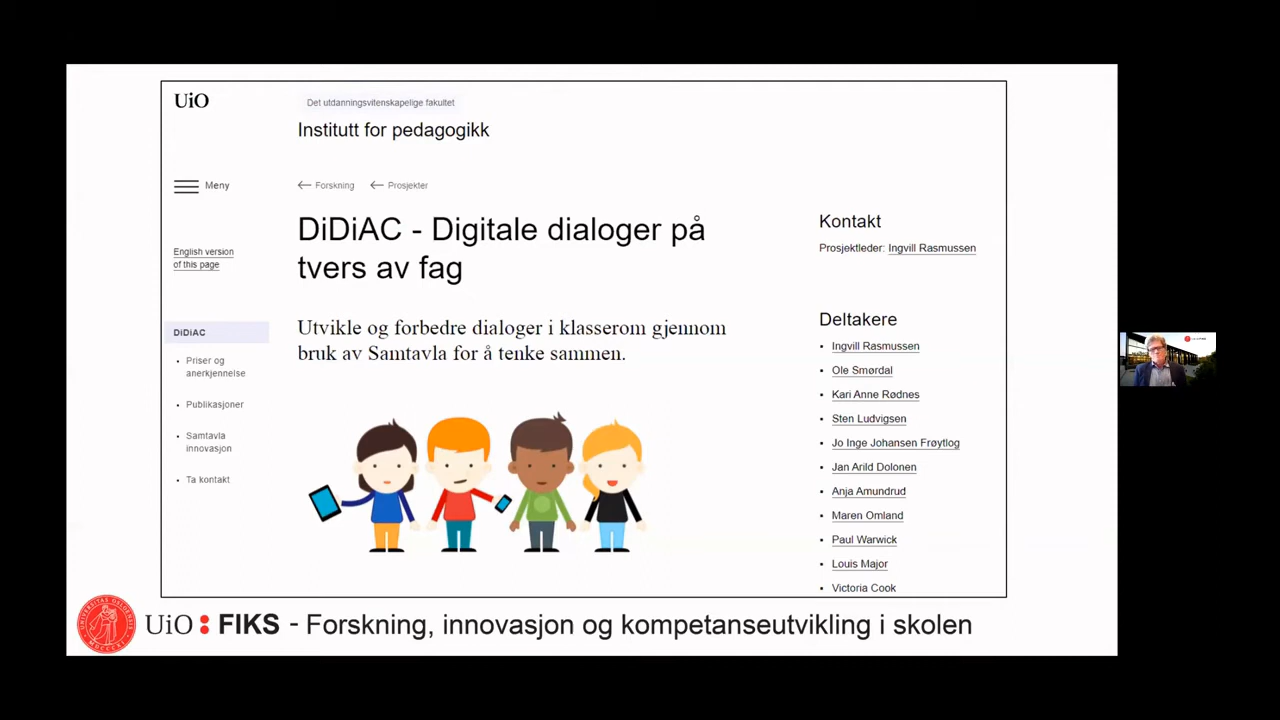 UiO
Det utdanningsvitenskapelige fakultet
Institutt for pedagogikk
Meny
Forskning
Prosjekter
English version
of this page
DiDiAC
Priser og
anerkjennelse
Publikasjoner
Samtavla
innovasjon
Ta kontakt
DiDiAC - Digitale dialoger på
tvers av fag
Utvikle og forbedre dialoger i klasserom gjennom
bruk av Samtavla for å tenke sammen.
Kontakt
Prosjektleder: Ingvill Rasmussen
Deltakere
Ingvill Rasmussen
Ole Smørdal
Kari Anne Rødnes
Sten Ludvigsen
Jo Inge Johansen Frøytlog
Jan Arild Dolonen
Anja Amundrud
Maren Omland
Paul Warwick
Louis Major
Victoria Cook
UiO : FIKS - Forskning, innovasjon og kompetanseutvikling i skolen